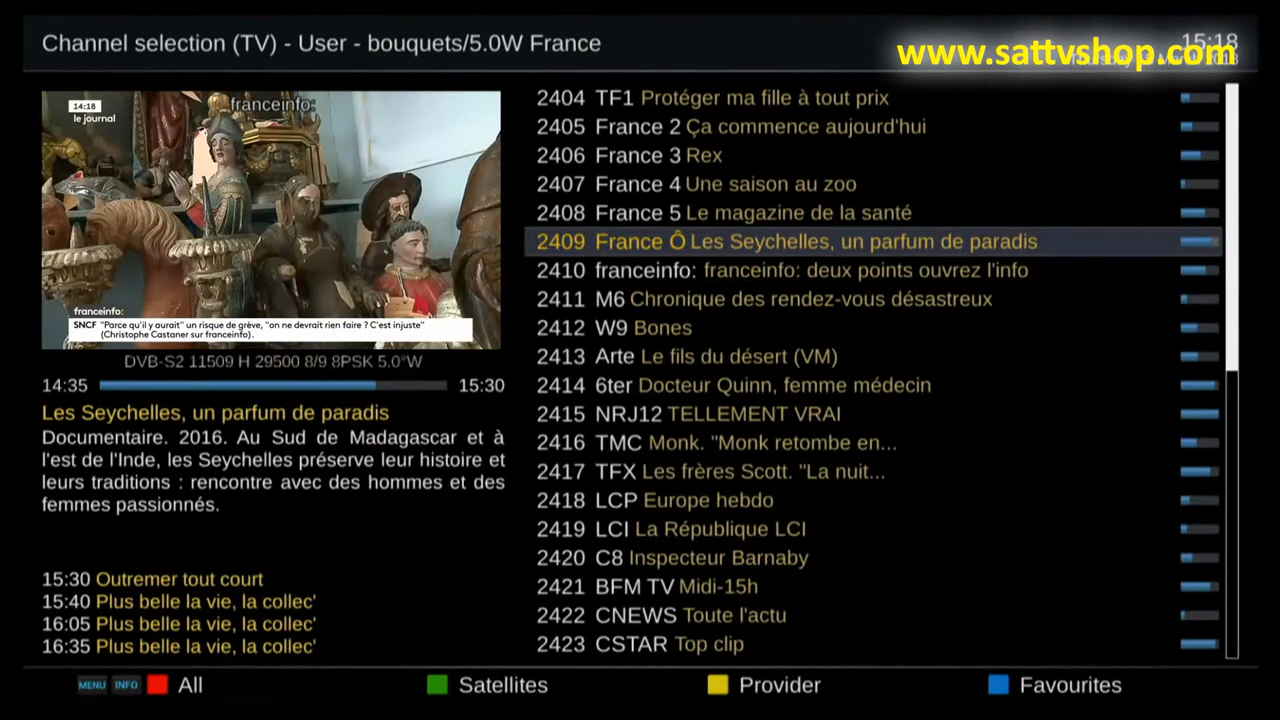 Channel selection (TV) - User - bouquets/5.0W France
15:18
www.sattvshop.com
14:18
le journal
franceinfo:
franceinfo:
SNCF "Parce qu'il y aurait" un risque de grève, "on ne devrait rien faire ? C'est injuste"
(Christophe Castaner sur franceinfo).
DVB-S2 11509 H 29500 8/9 8PSK 5.0°W
14:35 15:30
Les Seychelles, un parfum de paradis
Documentaire. 2016. Au Sud de Madagascar et à
l'est de l'Inde, les Seychelles préserve leur histoire et
leurs traditions : rencontre avec des hommes et des
femmes passionnés.
15:30 Outremer tout court
15:40 Plus belle la vie, la collec'
16:05 Plus belle la vie, la collec'
16:35 Plus belle la vie, la collec'
2404 TF1 Protéger ma fille à tout prix
2405 France 2 Ça commence aujourd'hui
2406 France 3 Rex
2407 France 4 Une saison au zoo
2408 France 5 Le magazine de la santé
2409 France Ô Les Seychelles, un parfum de paradis
2410 franceinfo: franceinfo: deux points ouvrez l'info
2411 M6 Chronique des rendez-vous désastreux
2412 W9 Bones
2413 Arte Le fils du désert (VM)
2414 6ter Docteur Quinn, femme médecin
2415 NRJ12 TELLEMENT VRAI
2416 TMC Monk. "Monk retombe en...
2417 TFX Les frères Scott. "La nuit...
2418 LCP Europe hebdo
2419 LCI La République LCI
2420 C8 Inspecteur Barnaby
2421 BFM TV Midi-15h
2422 CNEWS Toute l'actu
2423 CSTAR Top clip
MENU INFO All Satellites Provider Favourites